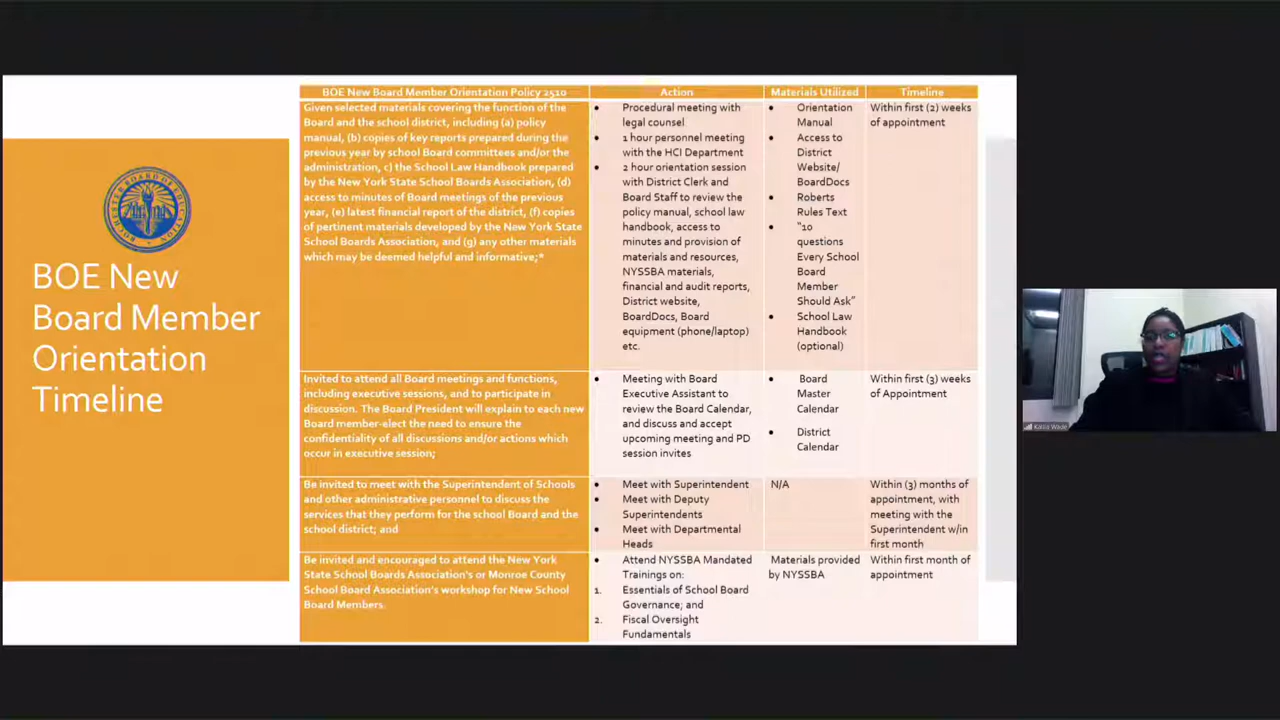 BOE New
Board Member
Orientation
Timeline
BOE New Board Member Orientation Policy 2510
Action
Materials Utilized
Timeline
Given selected materials covering the function of the
Board and the school district, including (a) policy
manual, (b) copies of key reports prepared during the
previous year by school Board committees and/or the
administration, c) the School Law Handbook prepared
by the New York State School Boards Association, (d)
access to minutes of Board meetings of the previous
year, (e) latest financial report of the district, (f) copies
of pertinent materials developed by the New York State
School Boards Association, and (g) any other materials
which may be deemed helpful and informative;*
• Procedural meeting with
legal counsel
• 1 hour personnel meeting
with the HCI Department
• 2 hour orientation session
with District Clerk and
Board Staff to review the
policy manual, school law
handbook, access to
minutes and provision of
materials and resources,
NYSSBA materials,
financial and audit reports,
District website,
BoardDocs, Board
equipment (phone/laptop)
etc.
• Orientation
Manual
• Access to
District
Website/
BoardDocs
• Roberts
Rules Text
• "10
questions
Every School
Board
Member
Should Ask"
• School Law
Handbook
(optional)
Within first (2) weeks
of appointment
Invited to attend all Board meetings and functions,
including executive sessions, and to participate in
discussion. The Board President will explain to each new
Board member-elect the need to ensure the
confidentiality of all discussions and/or actions which
occur in executive session;
• Meeting with Board
Executive Assistant to
review the Board Calendar,
and discuss and accept
upcoming meeting and PD
session invites
• Board
Master
Calendar
• District
Calendar
Within first (3) weeks
of Appointment
Be invited to meet with the Superintendent of Schools
and other administrative personnel to discuss the
services that they perform for the school Board and the
school district; and
• Meet with Superintendent
• Meet with Deputy
Superintendents
• Meet with Departmental
Heads
N/A
Within (3) months of
appointment, with
meeting with the
Superintendent w/in
first month
Be invited and encouraged to attend the New York
State School Boards Association's or Monroe County
School Board Association's workshop for New School
Board Members.
• Attend NYSSBA Mandated
Trainings on:
1. Essentials of School Board
Governance; and
2. Fiscal Oversight
Fundamentals
Materials provided
by NYSSBA
Within first month of
appointment